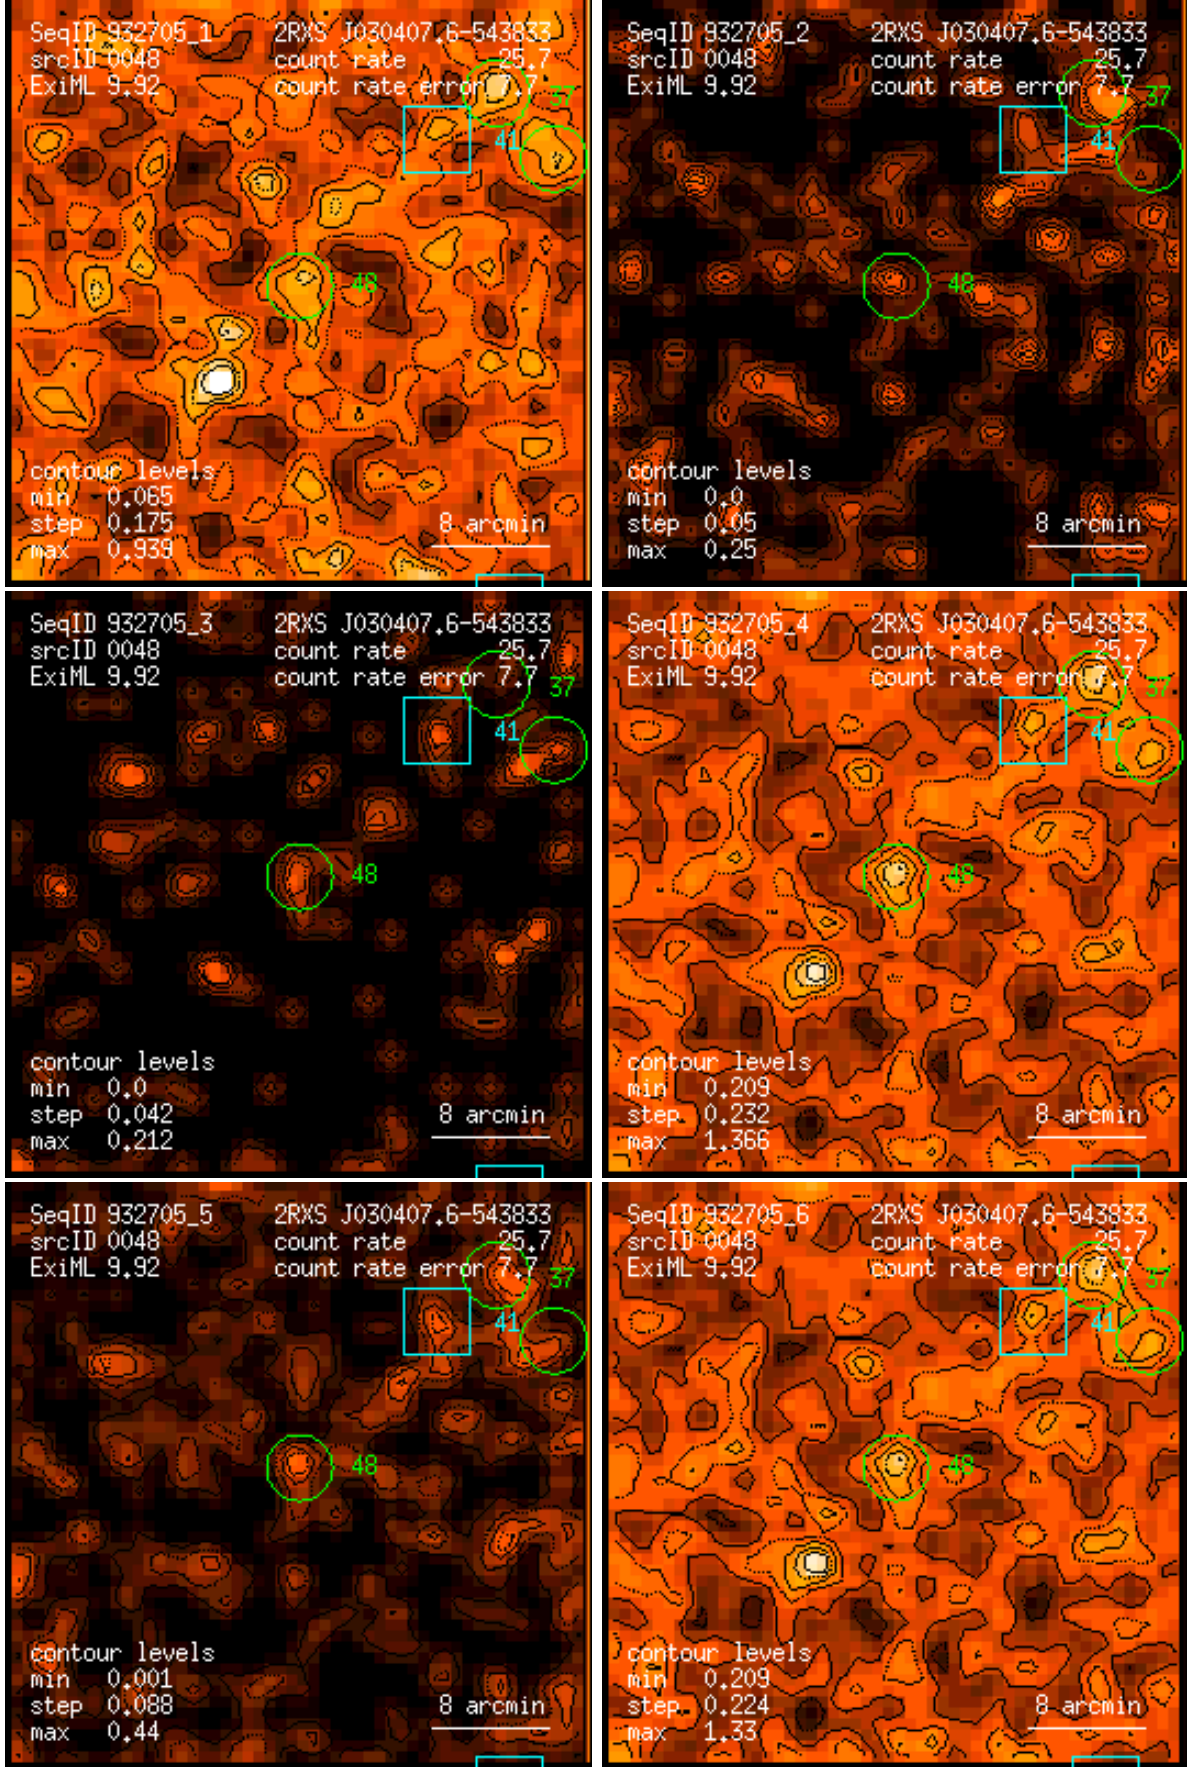 SeqID 932705_1 2RXS J030407.6-543833
srcID 0048 count rate 25.7
ExiML 9.92 count rate error 7.7
37
41
48
contour levels
min 0.065
step 0.175
max 0.939
8 arcmin
SeqID 932705_2 2RXS J030407.6-543833
srcID 0048 count rate 25.7
ExiML 9.92 count rate error 7.7
37
41
48
contour levels
min 0.0
step 0.05
max 0.25
8 arcmin
SeqID 932705_3 2RXS J030407.6-543833
srcID 0048 count rate 25.7
ExiML 9.92 count rate error 7.7
37
41
48
contour levels
min 0.0
step 0.042
max 0.212
8 arcmin
SeqID 932705_4 2RXS J030407.6-543833
srcID 0048 count rate 25.7
ExiML 9.92 count rate error 7.7
37
41
48
contour levels
min 0.209
step 0.232
max 1.366
8 arcmin
SeqID 932705_5 2RXS J030407.6-543833
srcID 0048 count rate 25.7
ExiML 9.92 count rate error 7.7
37
41
48
contour levels
min 0.001
step 0.088
max 0.44
8 arcmin
SeqID 932705_6 2RXS J030407.6-543833
srcID 0048 count rate 25.7
ExiML 9.92 count rate error 7.7
37
41
48
contour levels
min 0.209
step 0.224
max 1.33
8 arcmin